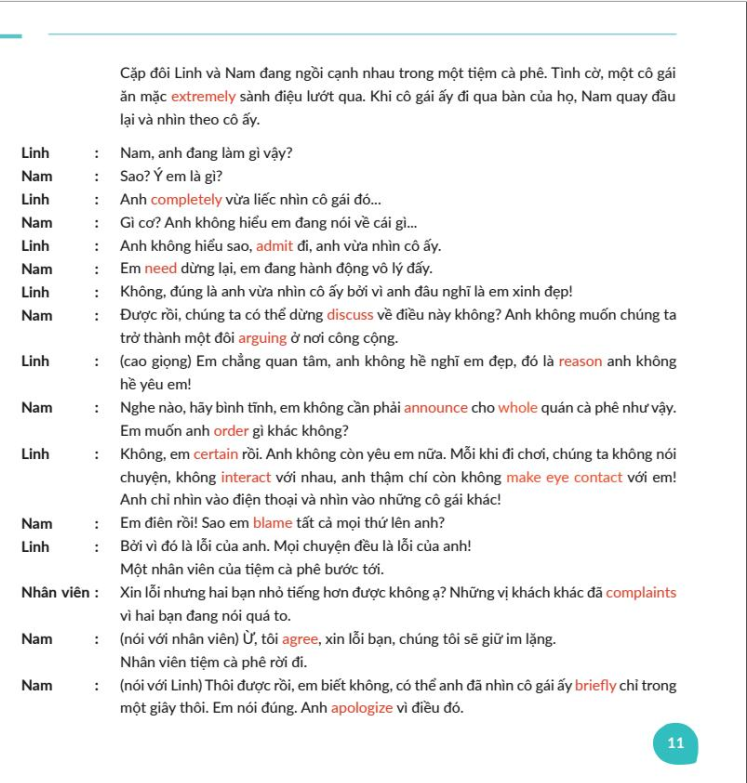 Cặp đôi Linh và Nam đang ngồi cạnh nhau trong một tiệm cà phê. Tình cờ, một cô gái
ăn mặc extremely sành điệu lướt qua. Khi cô gái ấy đi qua bàn của họ, Nam quay đầu
lại và nhìn theo cô ấy.
Linh : Nam, anh đang làm gì vậy?
Nam : Sao? Ý em là gì?
Linh : Anh completely vừa liếc nhìn cô gái đó...
Nam : Gì cơ? Anh không hiểu em đang nói về cái gì...
Linh : Anh không hiểu sao, admit đi, anh vừa nhìn cô ấy.
Nam : Em need dừng lại, em đang hành động vô lý đấy.
Linh : Không, đúng là anh vừa nhìn cô ấy bởi vì anh đâu nghĩ là em xinh đẹp!
Nam : Được rồi, chúng ta có thể dừng discuss về điều này không? Anh không muốn chúng ta
trở thành một đôi arguing ở nơi công cộng.
Linh : (cao giọng) Em chẳng quan tâm, anh không hề nghĩ em đẹp, đó là reason anh không
hề yêu em!
Nam : Nghe nào, hãy bình tĩnh, em không cần phải announce cho whole quán cà phê như vậy.
Em muốn anh order gì khác không?
Linh : Không, em certain rồi. Anh không còn yêu em nữa. Mỗi khi đi chơi, chúng ta không nói
chuyện, không interact với nhau, anh thậm chí còn không make eye contact với em!
Anh chỉ nhìn vào điện thoại và nhìn vào những cô gái khác!
Nam : Em điên rồi! Sao em blame tất cả mọi thứ lên anh?
Linh : Bởi vì đó là lỗi của anh. Mọi chuyện đều là lỗi của anh!
Một nhân viên của tiệm cà phê bước tới.
Nhân viên : Xin lỗi nhưng hai bạn nhỏ tiếng hơn được không ạ? Những vị khách khác đã complaints
vì hai bạn đang nói quá to.
Nam : (nói với nhân viên) Ừ, tôi agree, xin lỗi bạn, chúng tôi sẽ giữ im lặng.
Nhân viên tiệm cà phê rời đi.
Nam : (nói với Linh) Thôi được rồi, em biết không, có thể anh đã nhìn cô gái ấy briefly chỉ trong
một giây thôi. Em nói đúng. Anh apologize vì điều đó.
11